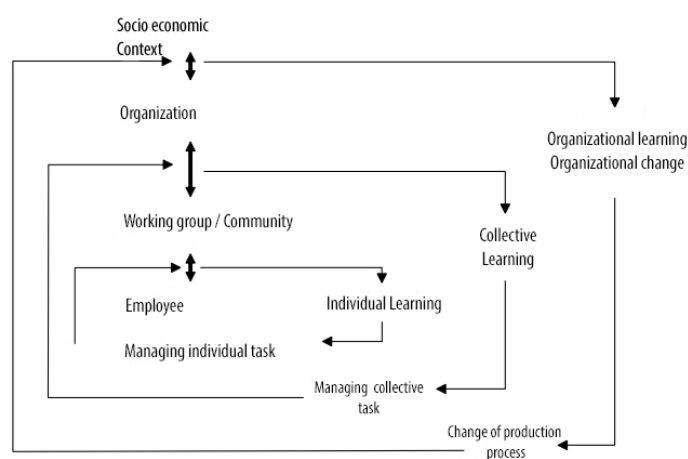 Socio economic
Context
Organization
Organizational learning
Organizational change
Working group / Community
Collective
Learning
Employee
Individual Learning
Managing individual task
Managing collective
task
Change of production
process